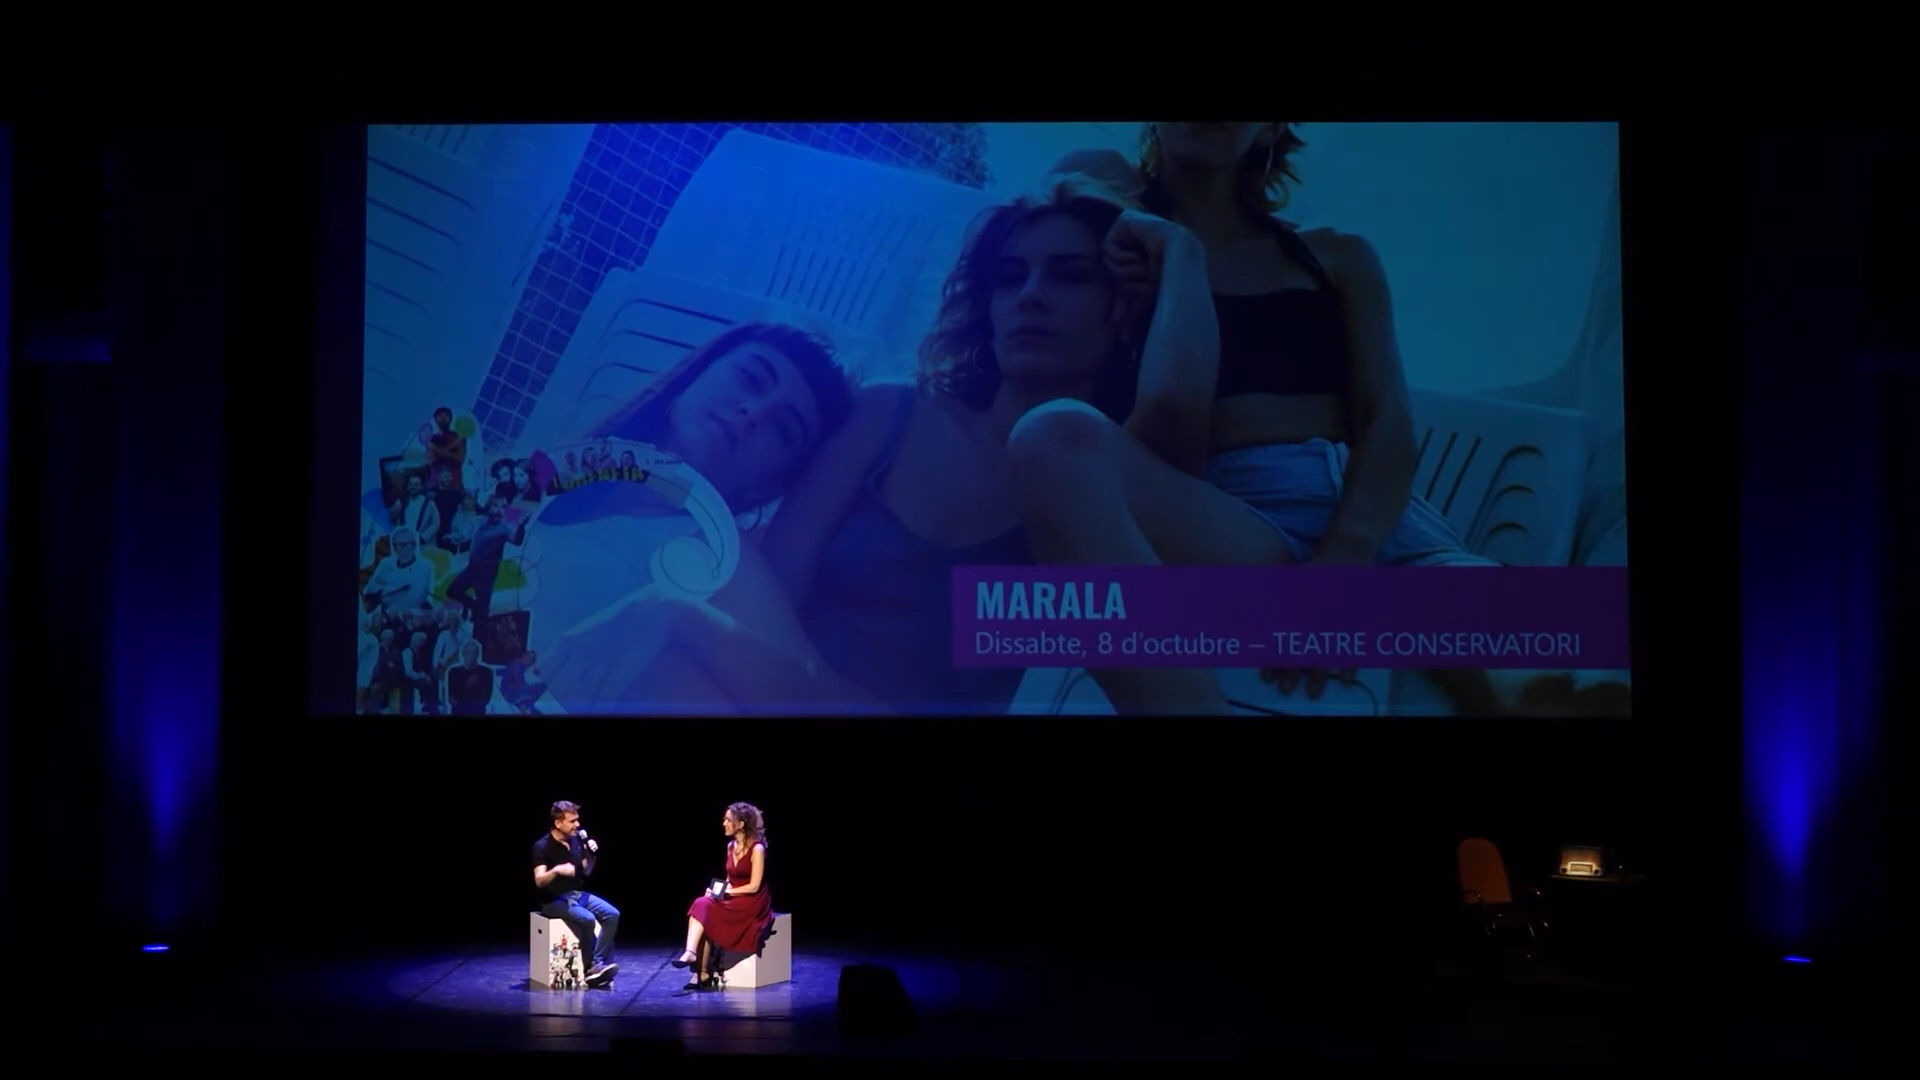 MARALA
Dissabte, 8 d'octubre – TEATRE CONSERVATORI